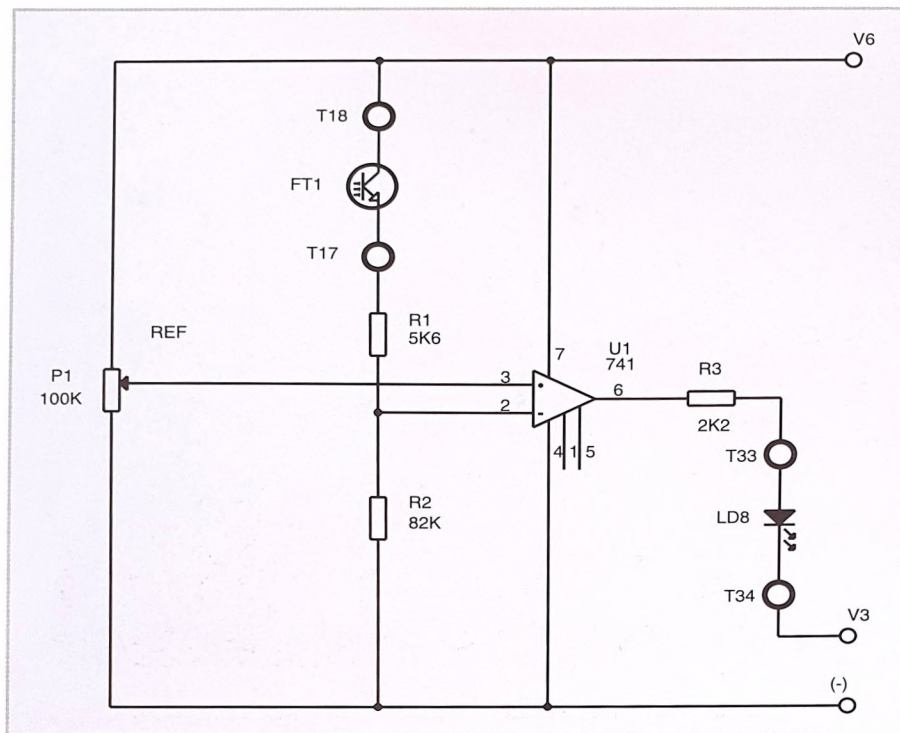 V6
T18
FT1
T17
REF
R1
5K6
P1
100K
7
U1
741
3
2
6
R3
2K2
4 1 5
T33
R2
82K
LD8
T34
V3
(-)